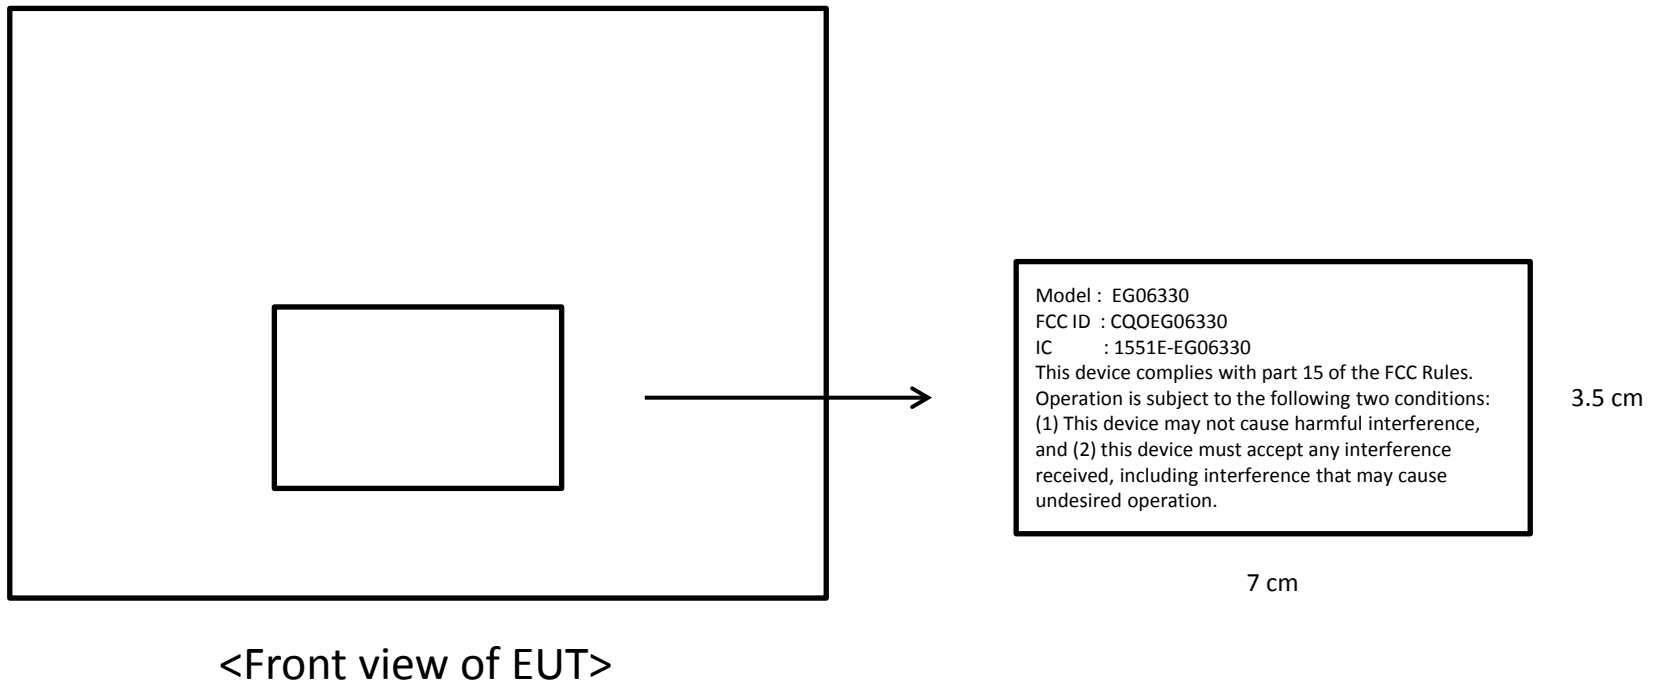 Model :  EG06330
FCC ID  : CQOEG06330
IC          : 1551E-EG06330
This device complies with part 15 of the FCC Rules.
Operation is subject to the following two conditions:
(1) This device may not cause harmful interference,
and (2) this device must accept any interference
received, including interference that may cause
undesired operation.
3.5 cm
7 cm
<Front view of EUT>